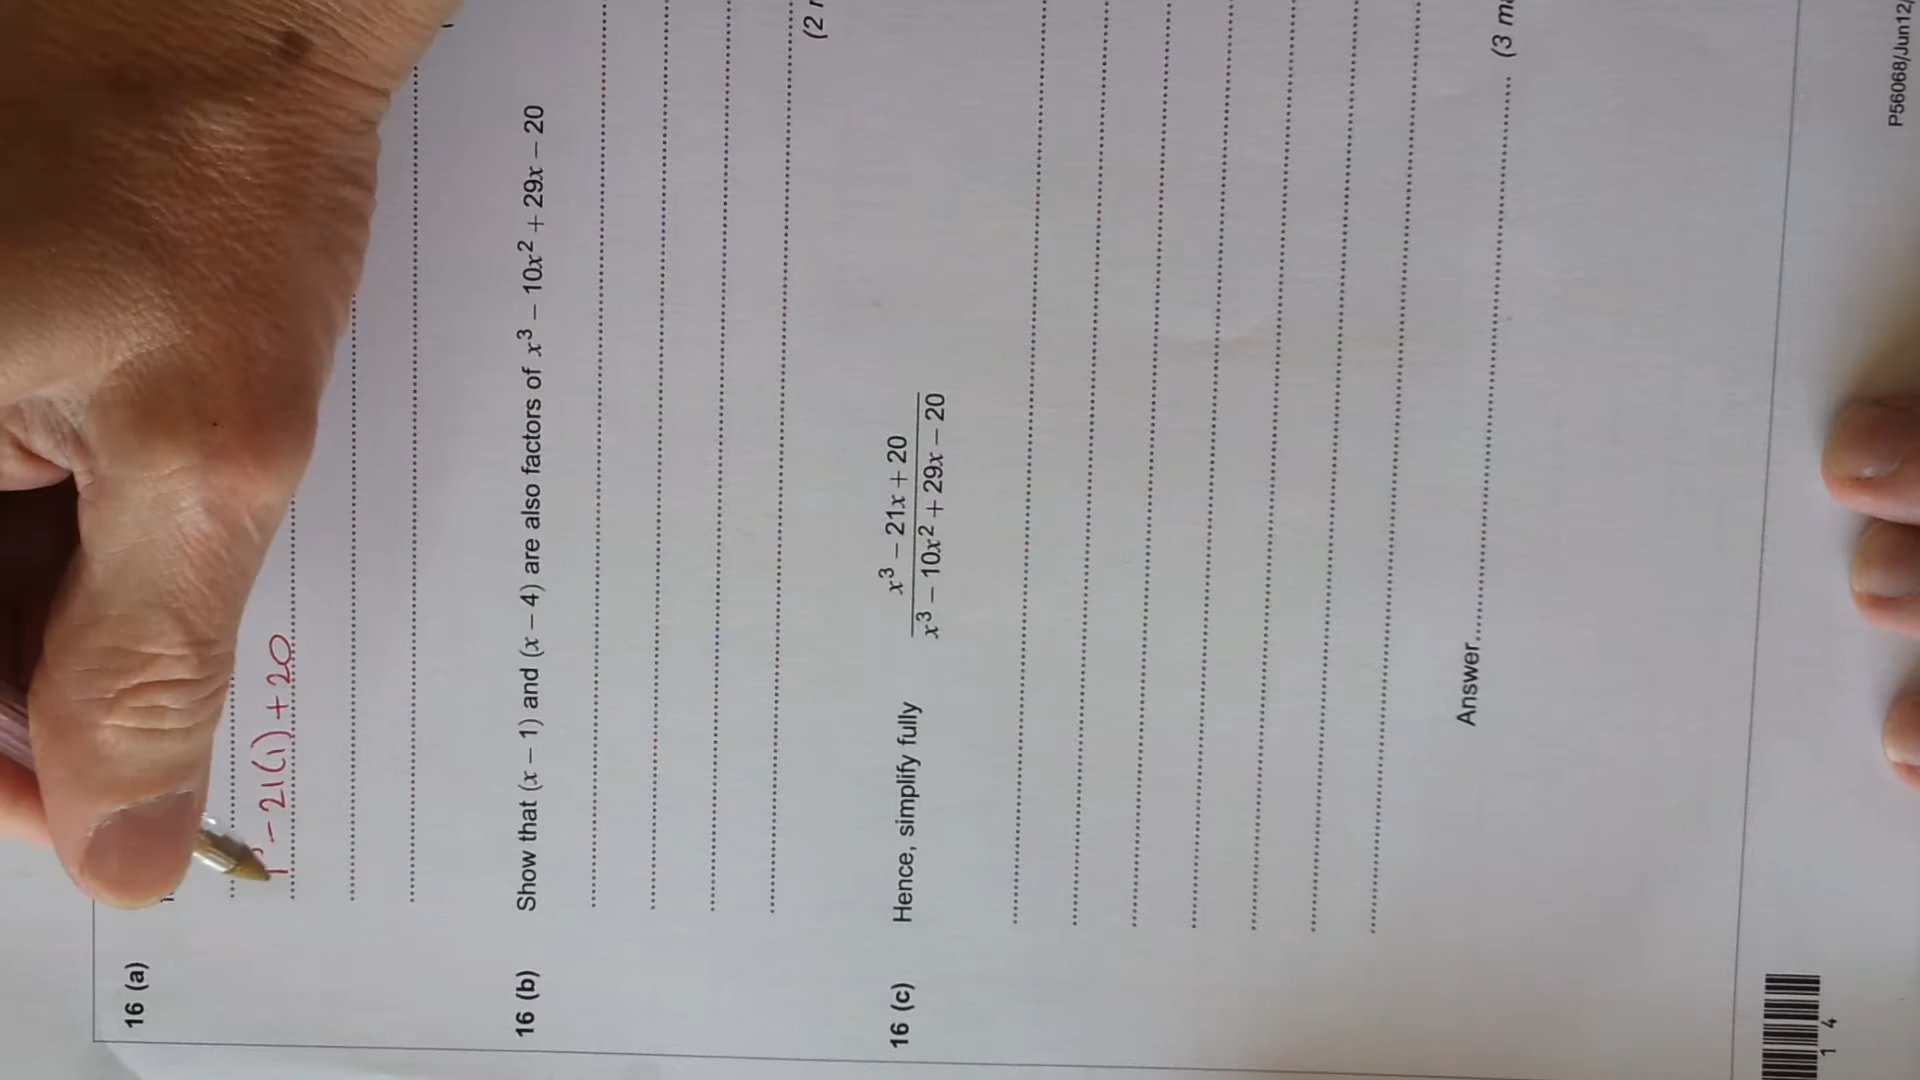 16 (a)
1³ - 21(1) + 20
16 (b) Show that (x − 1) and (x − 4) are also factors of x³ − 10x² + 29x − 20
(2
16 (c) Hence, simplify fully
x³ − 21x + 20
x³ − 10x² + 29x − 20
Answer
(3
1 4
P56068/Jun12/